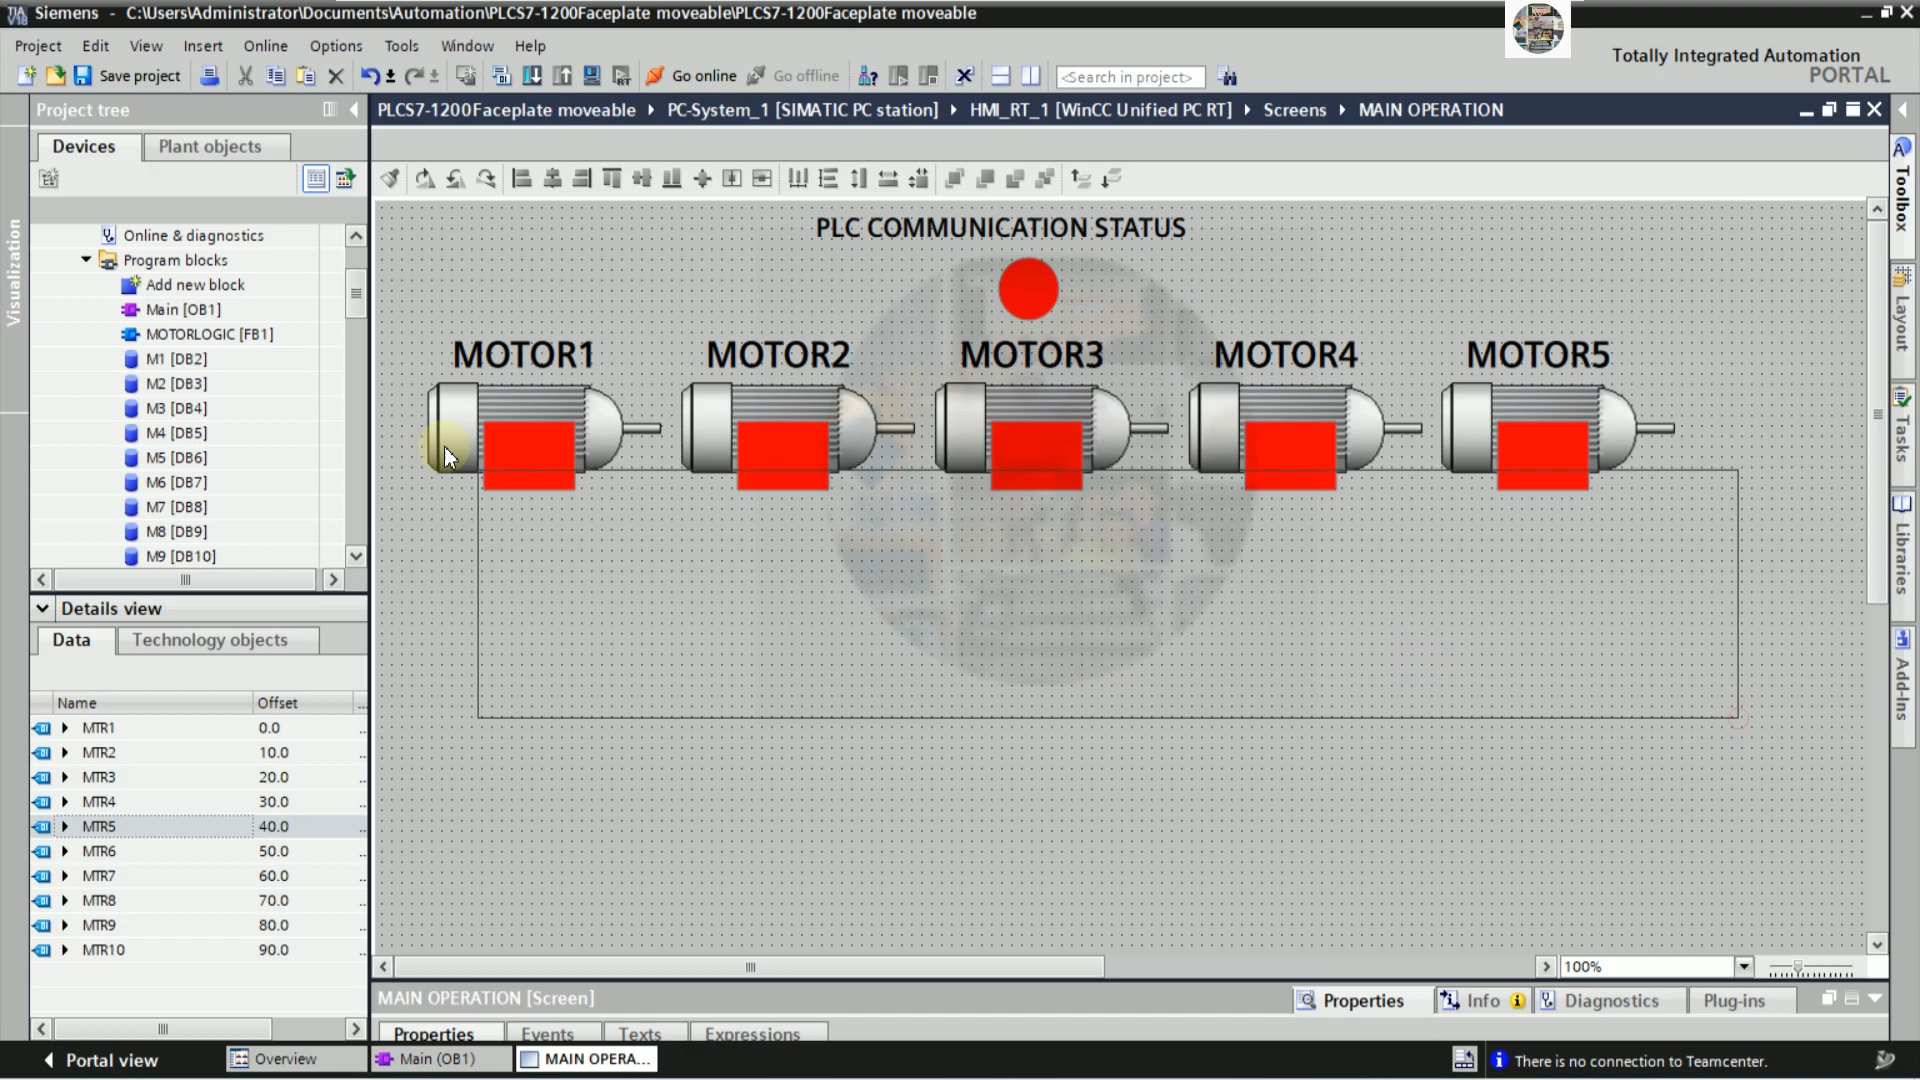 Siemens - C:\Users\Administrator\Documents\Automation\PLCS7-1200Faceplate moveable\PLCS7-1200Faceplate moveable
Project Edit View Insert Online Options Tools Window Help
Totally Integrated Automation
PORTAL
Save project
Go online
Go offline
<Search in project>
Project tree
PLCS7-1200Faceplate moveable PC-System_1 [SIMATIC PC station] HMI_RT_1 [WinCC Unified PC RT] Screens MAIN OPERATION
Devices
Plant objects
Visualization
Online & diagnostics
Program blocks
Add new block
Main [OB1]
MOTORLOGIC [FB1]
M1 [DB2]
M2 [DB3]
M3 [DB4]
M4 [DB5]
M5 [DB6]
M6 [DB7]
M7 [DB8]
M8 [DB9]
M9 [DB10]
Details view
Data
Technology objects
Name Offset ...
MTR1 0.0 ..
MTR2 10.0 ..
MTR3 20.0 ..
MTR4 30.0 ..
MTR5 40.0 ..
MTR6 50.0 ..
MTR7 60.0 ..
MTR8 70.0 ..
MTR9 80.0 ..
MTR10 90.0 ..
PLC COMMUNICATION STATUS
MOTOR1 MOTOR2 MOTOR3 MOTOR4 MOTOR5
100%
Toolbox
Layout
Tasks
Libraries
Add-Ins
MAIN OPERATION [Screen]
Properties Info Diagnostics Plug-ins
Properties Events Texts Expressions
Portal view
Overview
Main (OB1)
MAIN OPERA...
There is no connection to Teamcenter.